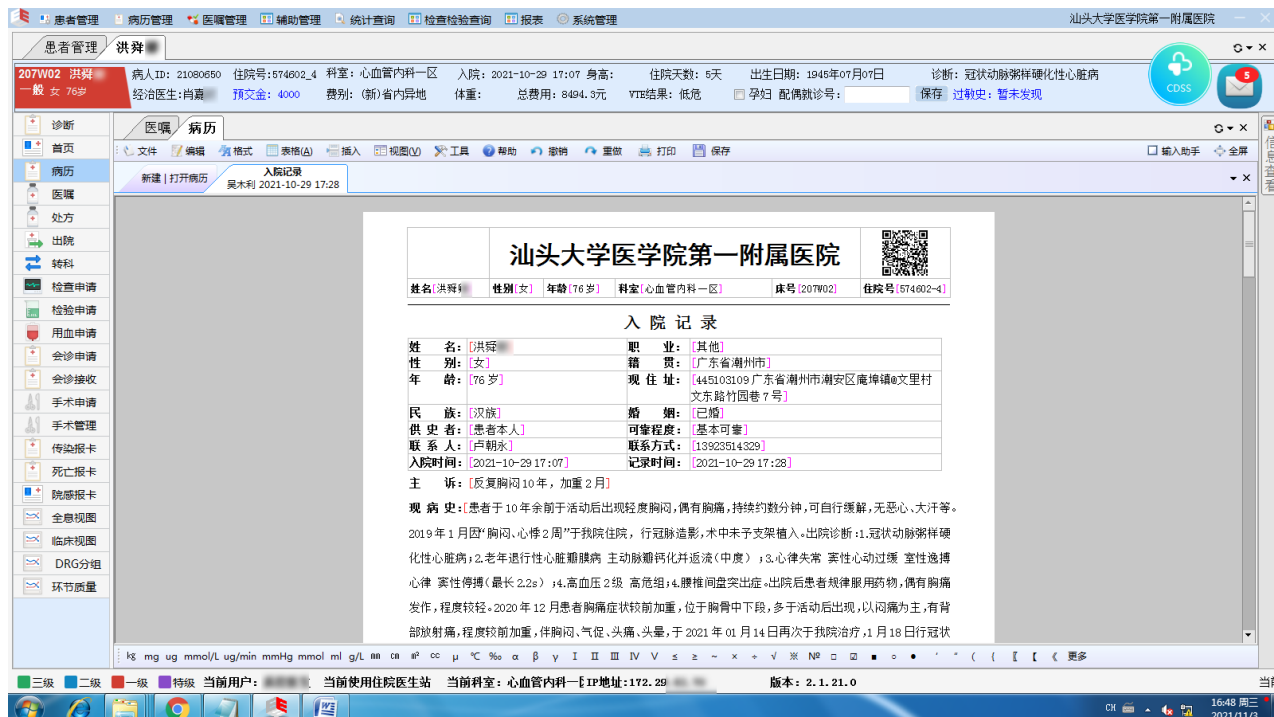 患者管理 病历管理 医嘱管理 辅助管理 统计查询 检查检验查询 报表 系统管理 汕头大学医学院第一附属医院
患者管理 洪舜
207W02 洪舜 病人ID: 21080650 住院号:574602_4 科室: 心血管内科一区 入院: 2021-10-29 17:07 身高: 住院天数: 5天 出生日期: 1945年07月07日 诊断: 冠状动脉粥样硬化性心脏病
一般 女 76岁 经治医生:肖嘉 预交金: 4000 费别: (新)省内异地 体重: 总费用:8494.3元 VTE结果: 低危 孕妇 配偶就诊号: 保存 过敏史: 暂未发现
CDSS
5
医嘱 病历
文件 编辑 格式 表格(A) 插入 视图(V) 工具 帮助 撤销 重做 打印 保存 输入助手 全屏
新建 | 打开病历 入院记录
吴木利 2021-10-29 17:28
信息查看
诊断
首页
病历
医嘱
处方
出院
转科
检查申请
检验申请
用血申请
会诊申请
会诊接收
手术申请
手术管理
传染报卡
死亡报卡
院感报卡
全息视图
临床视图
DRG分组
环节质量
汕头大学医学院第一附属医院
姓名[洪舜 性别[女] 年龄[76岁] 科室[心血管内科一区] 床号[207W02] 住院号[574602-4]
入院记录
姓 名: [洪舜 职 业: [其他]
性 别: [女] 籍 贯: [广东省潮州市]
年 龄: [76岁] 现 住 址: [445103109广东省潮州市潮安区庵埠镇@文里村
文东路竹园巷7号]
民 族: [汉族] 婚 姻: [已婚]
供 史 者: [患者本人] 可靠程度: [基本可靠]
联 系 人: [卢朝永] 联系方式: [13923514329]
入院时间: [2021-10-29 17:07] 记录时间: [2021-10-29 17:28]
主 诉: [反复胸闷10年，加重2月]
现 病 史:[患者于10年余前于活动后出现轻度胸闷,偶有胸痛,持续约数分钟,可自行缓解,无恶心、大汗等。
2019年1月因“胸闷、心悸2周”于我院住院，行冠脉造影,术中未予支架植入。出院诊断:1.冠状动脉粥样硬
化性心脏病;2.老年退行性心脏瓣膜病 主动脉瓣钙化并返流(中度）;3.心律失常 窦性心动过缓 室性逸搏
心律 窦性停搏(最长2.2s）;4.高血压2级 高危组;4.腰椎间盘突出症。出院后患者规律服用药物,偶有胸痛
发作，程度较轻。2020年12月患者胸痛症状较前加重,位于胸骨中下段,多于活动后出现,以闷痛为主,有背
部放射痛,程度较前加重,伴胸闷、气促、头痛、头晕,于2021年01月14日再次于我院治疗,1月18日行冠状
kg mg ug mmol/L ug/min mmHg mmol ml g/L mm cm m² cc μ ℃ ‰ α β γ Ⅰ Ⅱ Ⅲ Ⅳ Ⅴ ≤ ≥ ~ × ÷ √ ※ № □ ☑ ■ ○ ● ′ ″ ( { 〖 【 《 更多
三级 二级 一级 特级 当前用户: 当前使用住院医生站 当前科室: 心血管内科一区 IP地址:172.29 版本: 2.1.21.0 当
CH 16:48 周三
2021/11/3